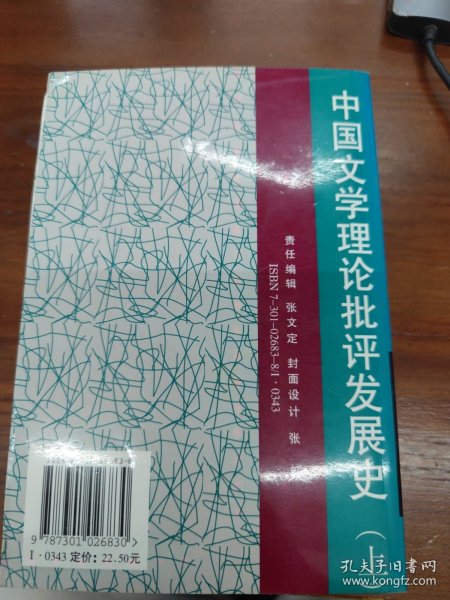 中国文学理论批评发展史
（上）
责任编辑 张文定 封面设计 张
ISBN 7-301-02683-8/I·0343
9 787301 026830 >
I·0343 定价：22.50元
孔夫子旧书网
www.kongfz.com